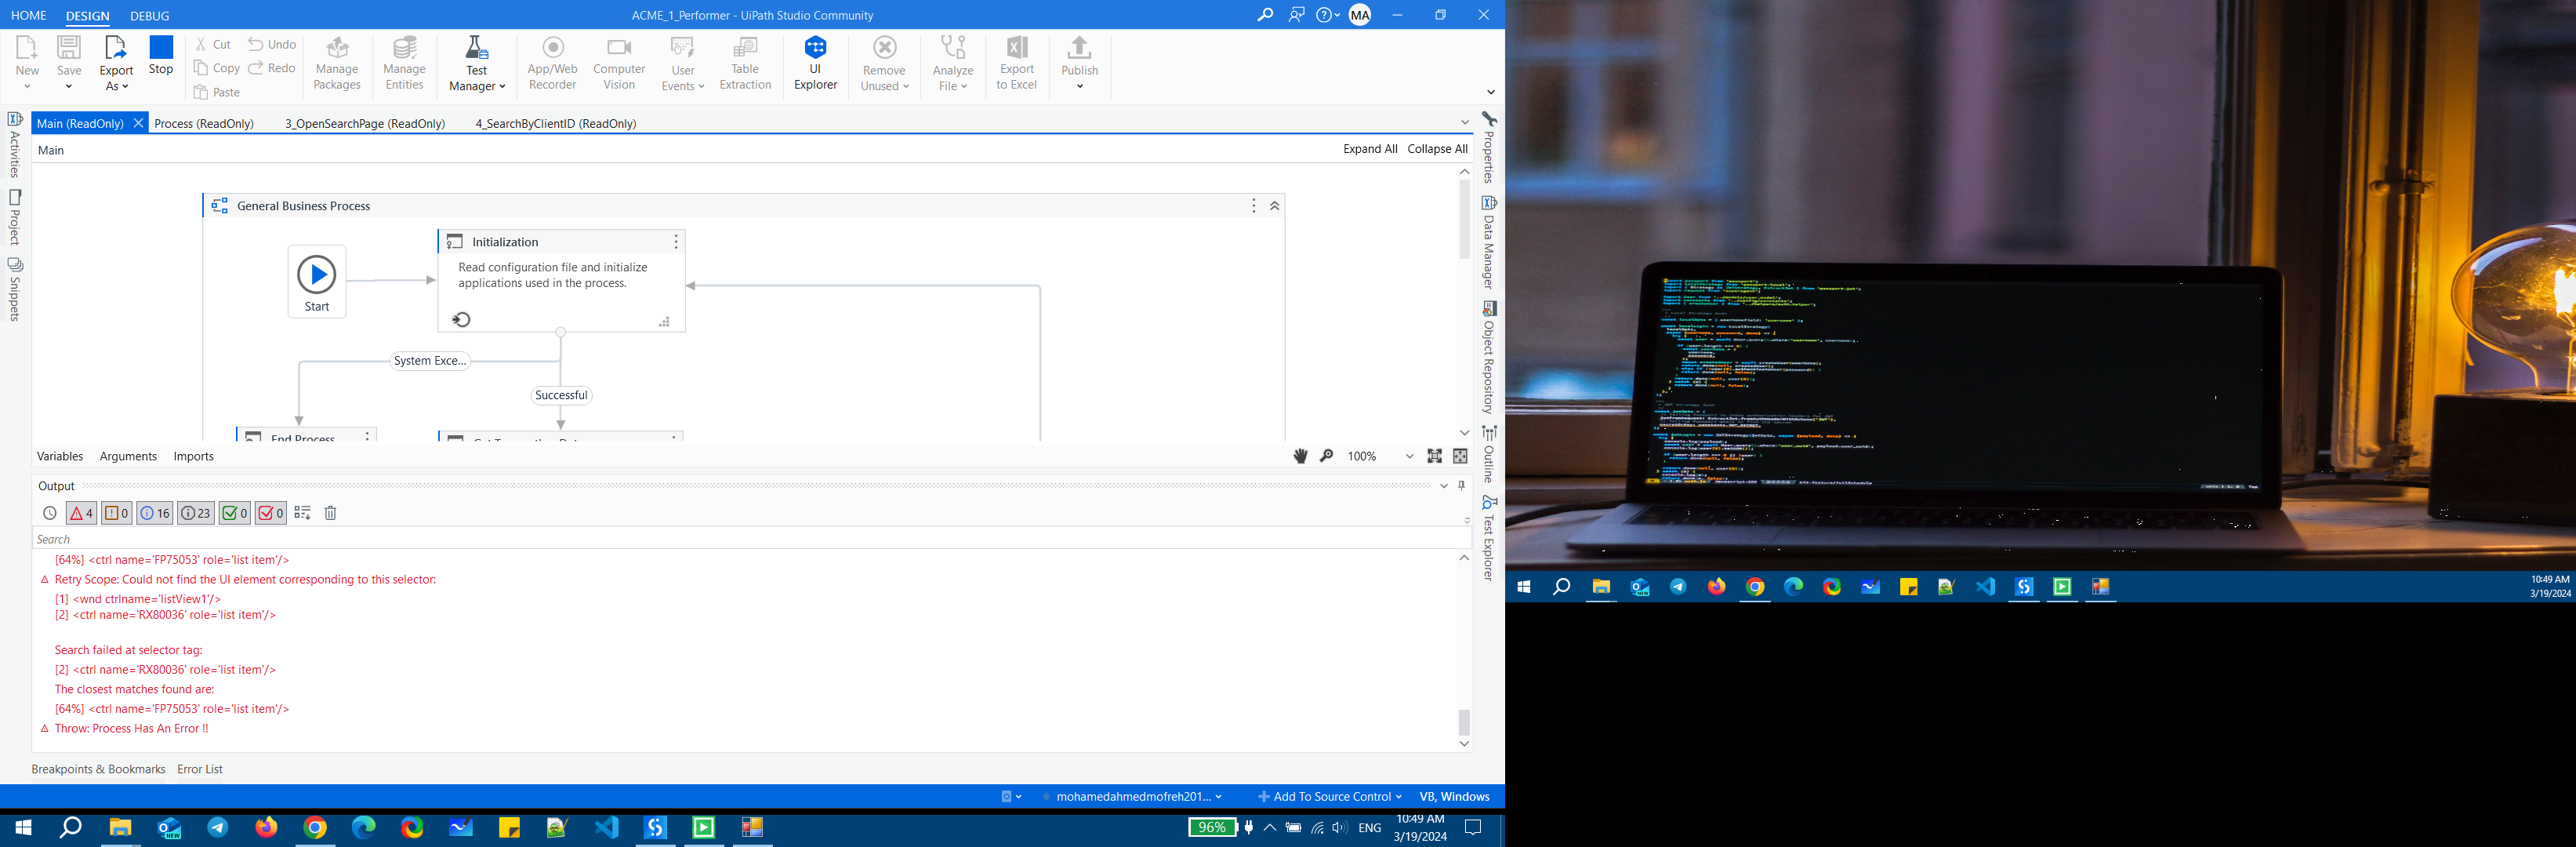 HOME DESIGN DEBUG
ACME_1_Performer - UiPath Studio Community
MA
New
Save
Export As
Stop
Cut
Copy
Paste
Undo
Redo
Manage Packages
Manage Entities
Test Manager
App/Web Recorder
Computer Vision
User Events
Table Extraction
UI Explorer
Remove Unused
Analyze File
Export to Excel
Publish
Main (ReadOnly) Process (ReadOnly) 3_OpenSearchPage (ReadOnly) 4_SearchByClientID (ReadOnly)
Main
Expand All Collapse All
Activities
Project
Snippets
Properties
Data Manager
Object Repository
Outline
Test Explorer
General Business Process
Start
Initialization
Read configuration file and initialize
applications used in the process.
System Exce...
Successful
End Process
Variables Arguments Imports
100%
Output
4 0 16 23 0 0
Search
[64%] <ctrl name='FP75053' role='list item'/>
Retry Scope: Could not find the UI element corresponding to this selector:
[1] <wnd ctrlname='listView1'/>
[2] <ctrl name='RX80036' role='list item'/>
Search failed at selector tag:
[2] <ctrl name='RX80036' role='list item'/>
The closest matches found are:
[64%] <ctrl name='FP75053' role='list item'/>
Throw: Process Has An Error !!
Breakpoints & Bookmarks Error List
mohamedahmedmofreh201... Add To Source Control VB, Windows
96% ENG
10:49 AM
3/19/2024
10:49 AM
3/19/2024